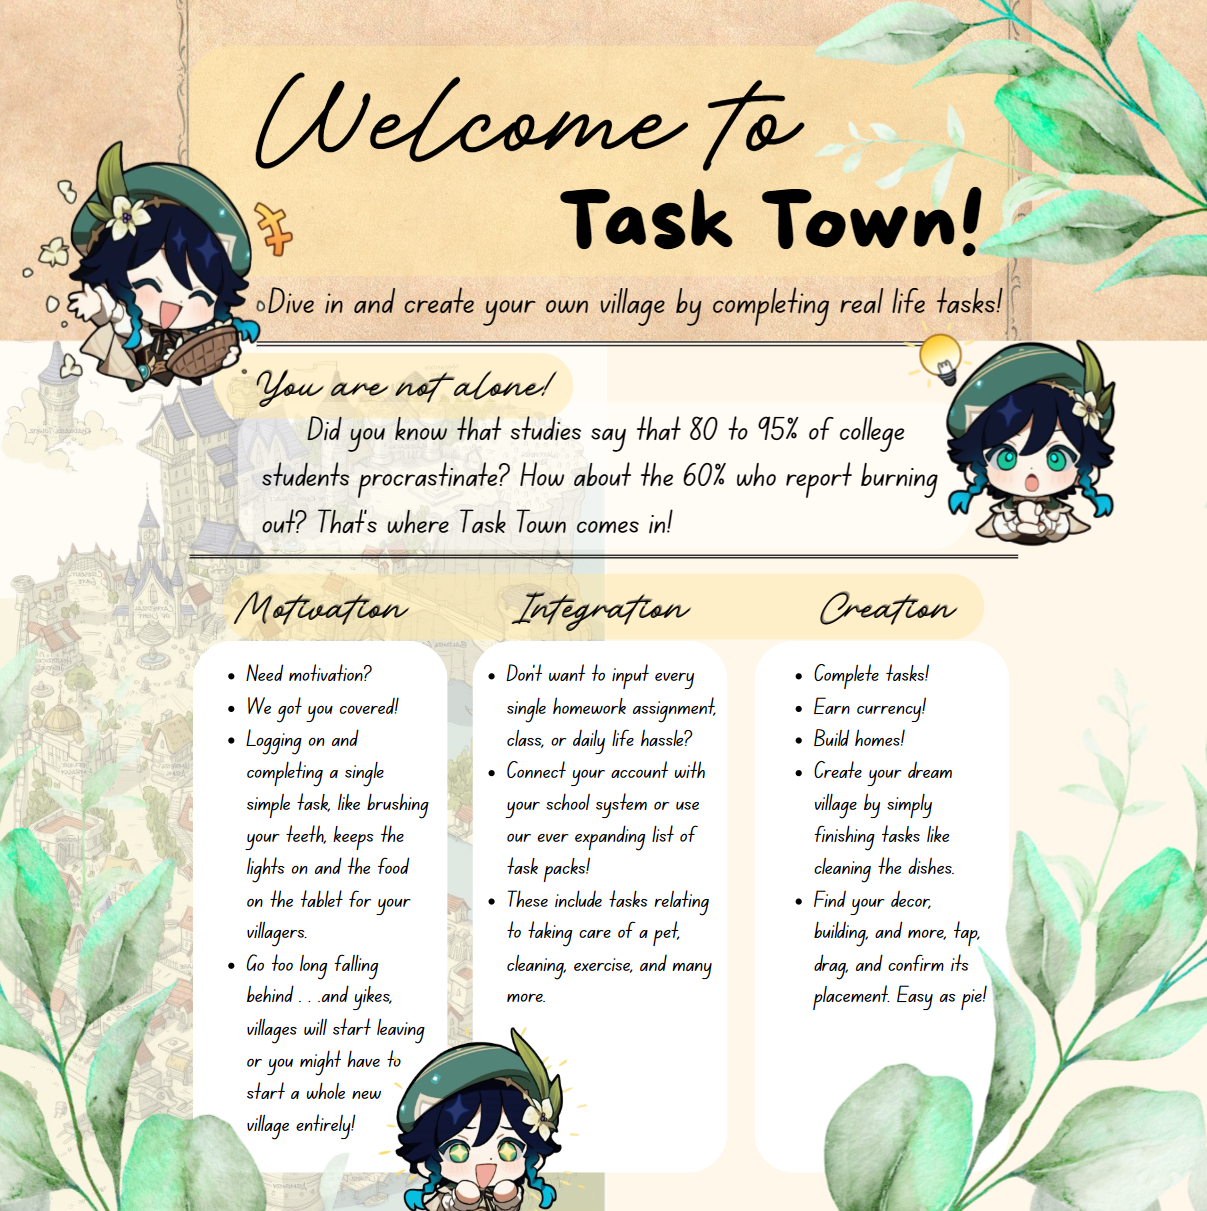 Welcome to
Task Town!
Dive in and create your own village by completing real life tasks!
You are not alone!
Did you know that studies say that 80 to 95% of college
students procrastinate? How about the 60% who report burning
out? That's where Task Town comes in!
Motivation
• Need motivation?
• We got you covered!
• Logging on and
completing a single
simple task, like brushing
your teeth, keeps the
lights on and the food
on the tablet for your
villagers.
• Go too long falling
behind . . .and yikes,
villages will start leaving
or you might have to
start a whole new
village entirely!
Integration
• Don't want to input every
single homework assignment,
class, or daily life hassle?
• Connect your account with
your school system or use
our ever expanding list of
task packs!
• These include tasks relating
to taking care of a pet,
cleaning, exercise, and many
more.
Creation
• Complete tasks!
• Earn currency!
• Build homes!
• Create your dream
village by simply
finishing tasks like
cleaning the dishes.
• Find your decor,
building, and more, tap,
drag, and confirm its
placement. Easy as pie!